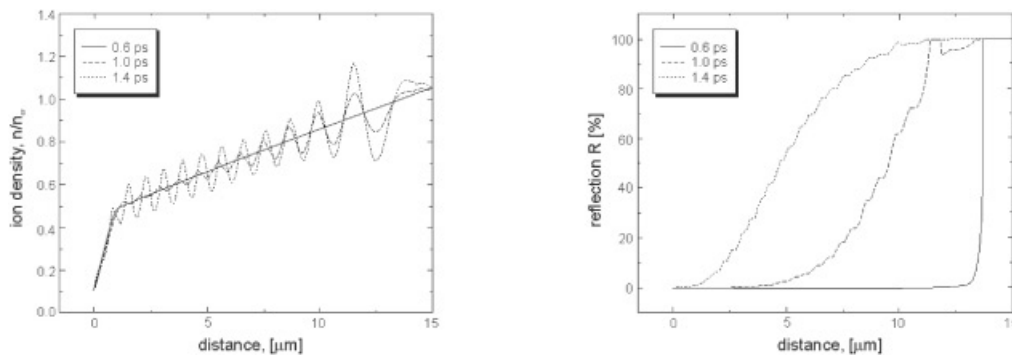 1.4
1.2
1.0
0.8
0.6
0.4
0.2
0.0
ion density, n/n
0.6 ps
1.0 ps
1.4 ps
0
5
10
15
distance, [μm]
100
80
60
40
20
0
reflection R [%]
0.6 ps
1.0 ps
1.4 ps
0
5
10
15
distance, [μm]